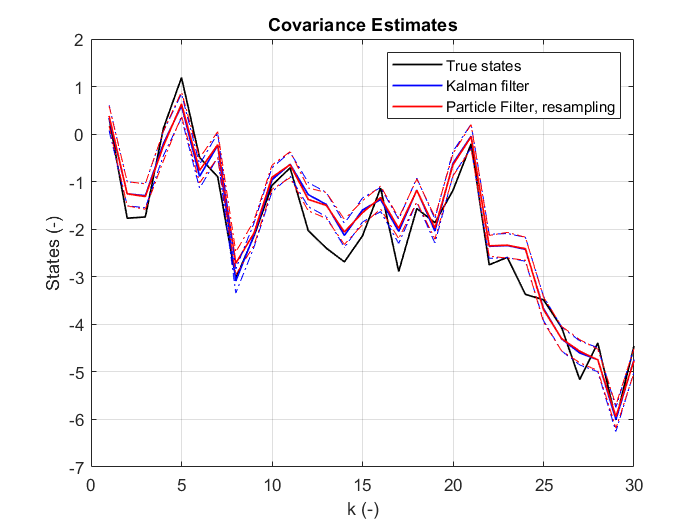 Covariance Estimates
True states
Kalman filter
Particle Filter, resampling
States (-)
2
1
0
-1
-2
-3
-4
-5
-6
-7
0 5 10 15 20 25 30
k (-)